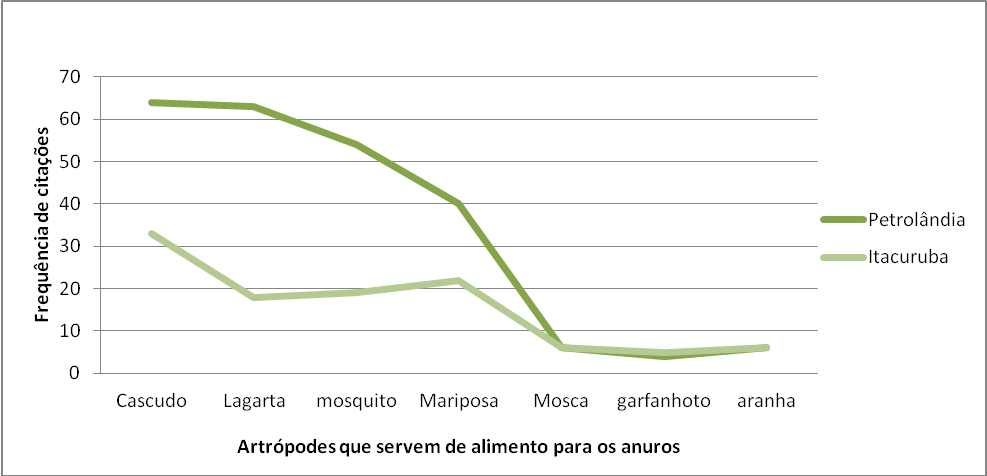 70
60
50
40
30
20
10
0
Frequência de citações
Cascudo Lagarta mosquito Mariposa Mosca garfanhoto aranha
Artrópodes que servem de alimento para os anuros
Petrolândia
Itacuruba